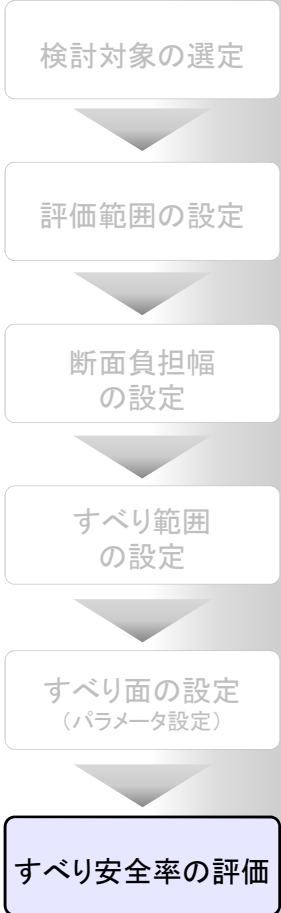 検討対象の選定
評価範囲の設定
断面負担幅
の設定
すべり範囲
の設定
すべり面の設定
（パラメータ設定）
すべり安全率の評価